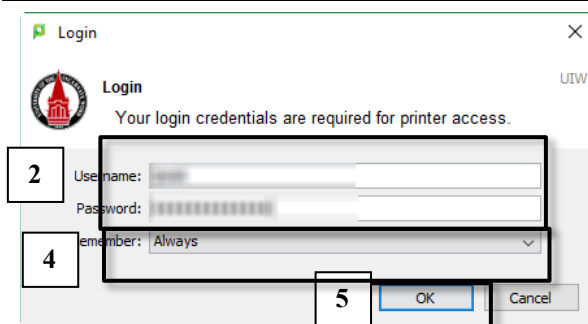 Login
UIW
Login
Your login credentials are required for printer access.
2
Username:
Password:
4
emember: Always
5
OK
Cancel